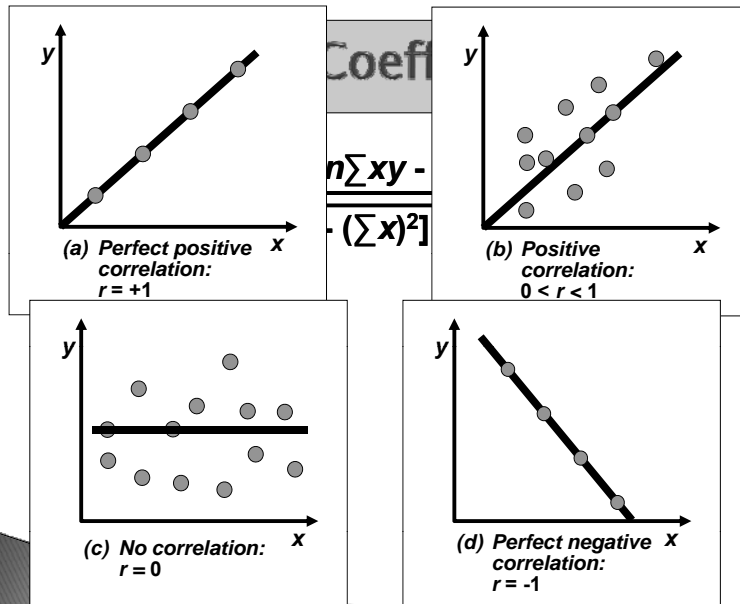 y
x
(a) Perfect positive
correlation:
r = +1
Coeff
n∑xy -
- (∑x)²]
y
x
(b) Positive
correlation:
0 < r < 1
y
x
(c) No correlation:
r = 0
y
x
(d) Perfect negative
correlation:
r = -1